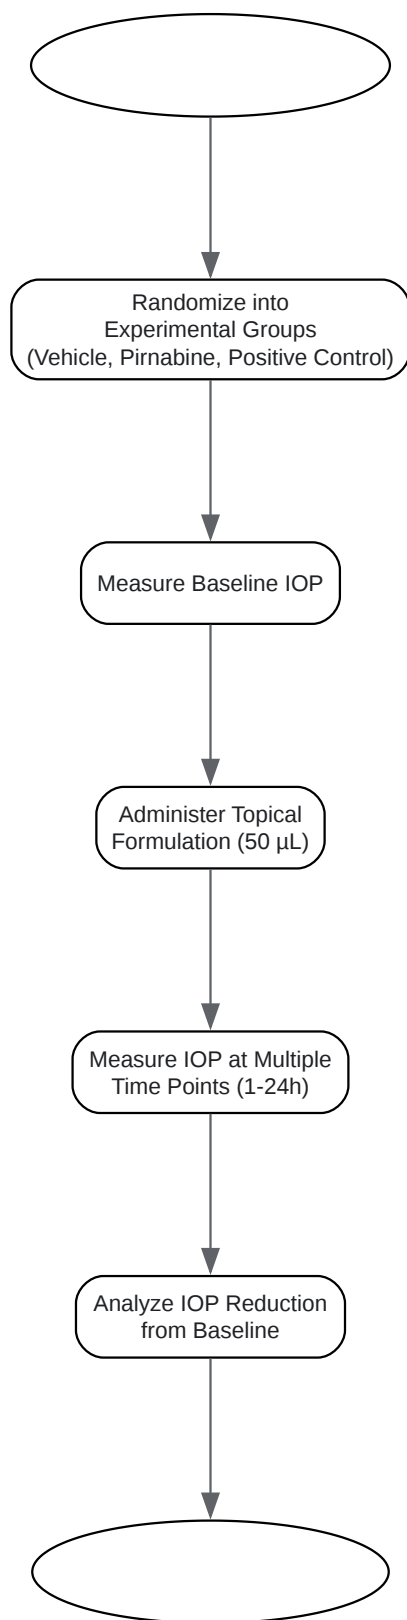 Randomize into
Experimental Groups
(Vehicle, Pirnabine, Positive Control)
Measure Baseline IOP
Administer Topical
Formulation (50 µL)
Measure IOP at Multiple
Time Points (1-24h)
Analyze IOP Reduction
from Baseline